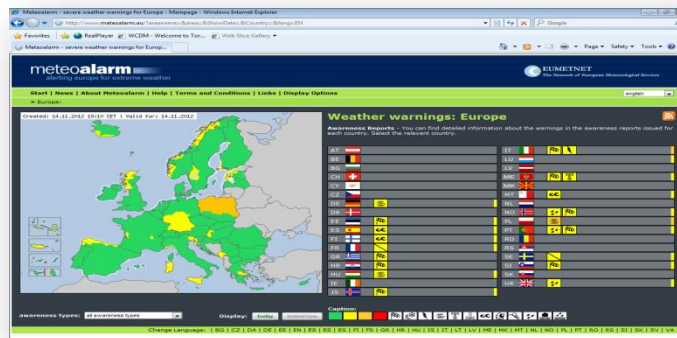 Meteoalarm - severe weather warnings for Europe - Mainpage - Windows Internet Explorer
Google
Favorites RealPlayer WCDM - Welcome to Tor... Web Slice Gallery
Meteoalarm - severe weather warnings for Europ...
Page Safety Tools
meteoalarm
alerting europe for extreme weather
EUMETNET
The Network of European Meteorological Services
Start | News | About Meteoalarm | Help | Terms and Conditions | Links | Display Options
english
» Europe:
Created: 14.11.2012 19:10 CET | Valid for: 14.11.2012
Weather warnings: Europe
Awareness Reports - You can find detailed information about the warnings in the awareness reports issued for
each country. Select the relevant country.
AT IT
BE LU
BG LV
CH
CY MK
CZ MT
DE NL
DK NO
EE PL
ES PT
FI RO
FR RS
GR SE
HR SI
HU SK
IE UK
IS
awareness types: all awareness types Display: today tomorrow
Caption:
Change Language: | BG | CZ | DA | DE | EE | EN | ES | ES | ES | FI | FR | GR | HR | HU | IS | IT | LT | LV | ME | MK | MT | NL | NO | PL | PT | RO | RS | SI | SK | SV | VA